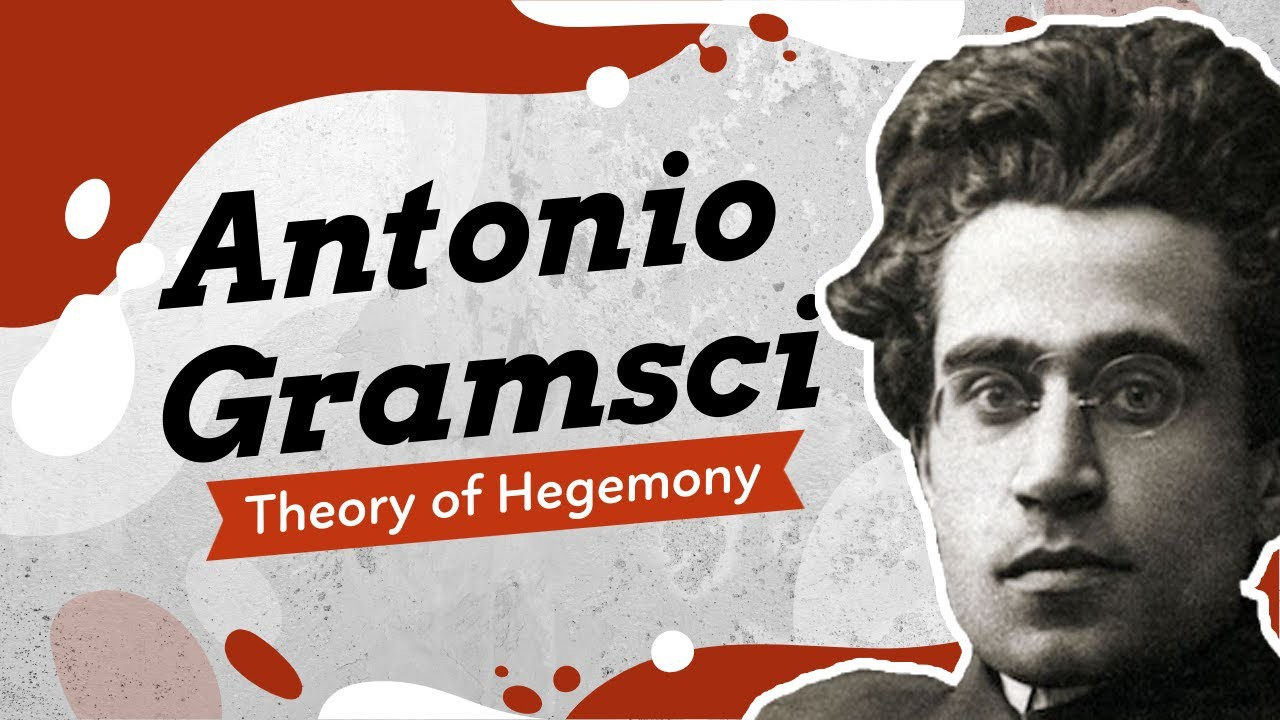 Antonio
Gramsci
Theory of Hegemony